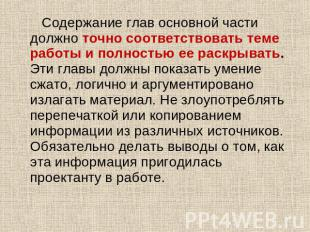 Содержание глав основной части
должно точно соответствовать теме
работы и полностью ее раскрывать.
Эти главы должны показать умение
сжато, логично и аргументировано
излагать материал. Не злоупотреблять
перепечаткой или копированием
информации из различных источников.
Обязательно делать выводы о том, как
эта информация пригодилась
проектанту в работе.
PPt4WEB.ru